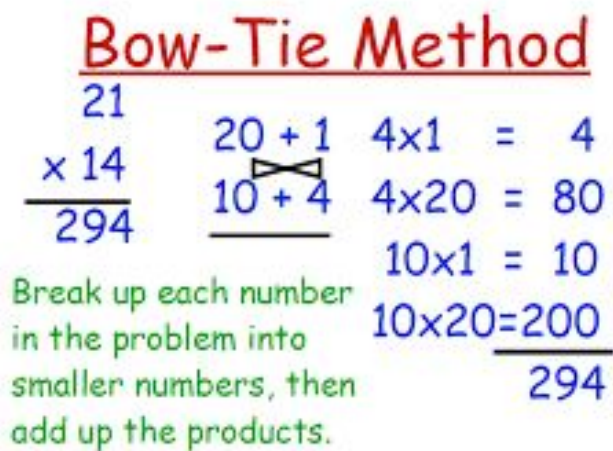 Bow-Tie Method
21
x 14
294
20 + 1
10 + 4
4x1 = 4
4x20 = 80
10x1 = 10
10x20=200
294
Break up each number
in the problem into
smaller numbers, then
add up the products.